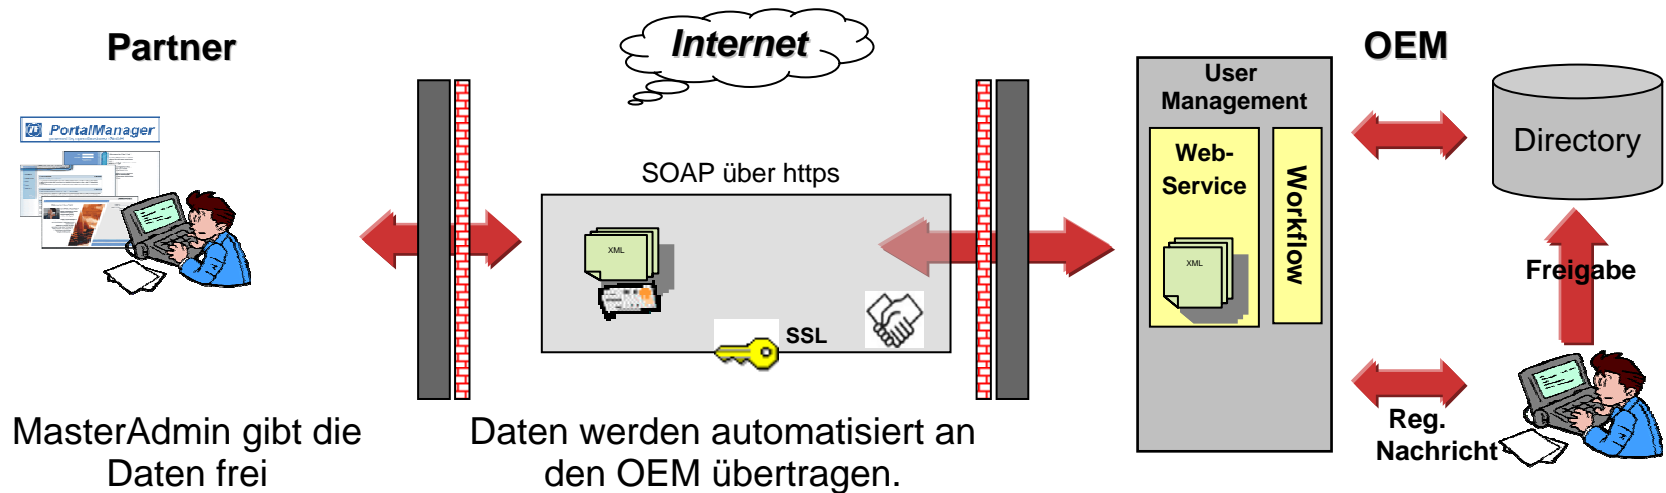 Partner
Internet
OEM
PortalManager
User
Management
Directory
SOAP über https
Web-
Service
Workflow
XML
XML
Freigabe
SSL
Reg.
Nachricht
MasterAdmin gibt die
Daten frei
Daten werden automatisiert an
den OEM übertragen.